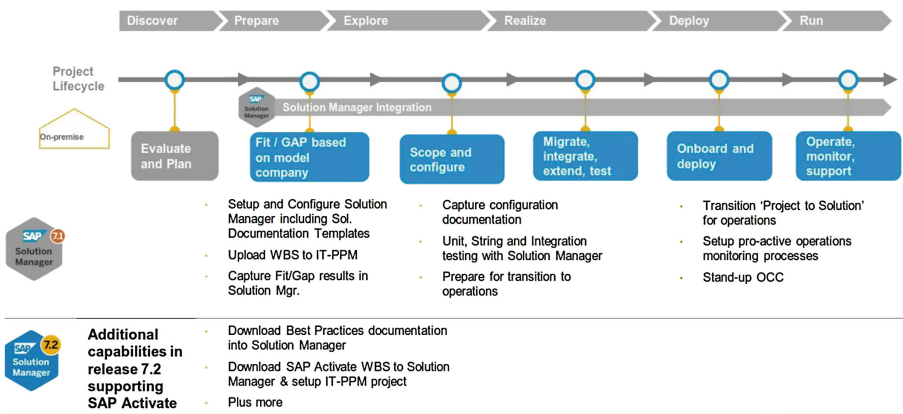 Discover
Prepare
Explore
Realize
Deploy
Run
Project
Lifecycle
SAP
Solution
Manager
Solution Manager Integration
On-premise
Evaluate
and Plan
Fit / GAP based
on model
company
Scope and
configure
Migrate,
integrate,
extend, test
Onboard and
deploy
Operate,
monitor,
support
SAP
7.1
Solution
Manager
· Setup and Configure Solution
Manager including Sol.
Documentation Templates
· Upload WBS to IT-PPM
· Capture Fit/Gap results in
Solution Mgr.
· Capture configuration
documentation
· Unit, String and Integration
testing with Solution Manager
· Prepare for transition to
operations
· Transition ‘Project to Solution’
for operations
· Setup pro-active operations
monitoring processes
· Stand-up OCC
SAP
7.2
Solution
Manager
Additional
capabilities in
release 7.2
supporting
SAP Activate
· Download Best Practices documentation
into Solution Manager
· Download SAP Activate WBS to Solution
Manager & setup IT-PPM project
· Plus more